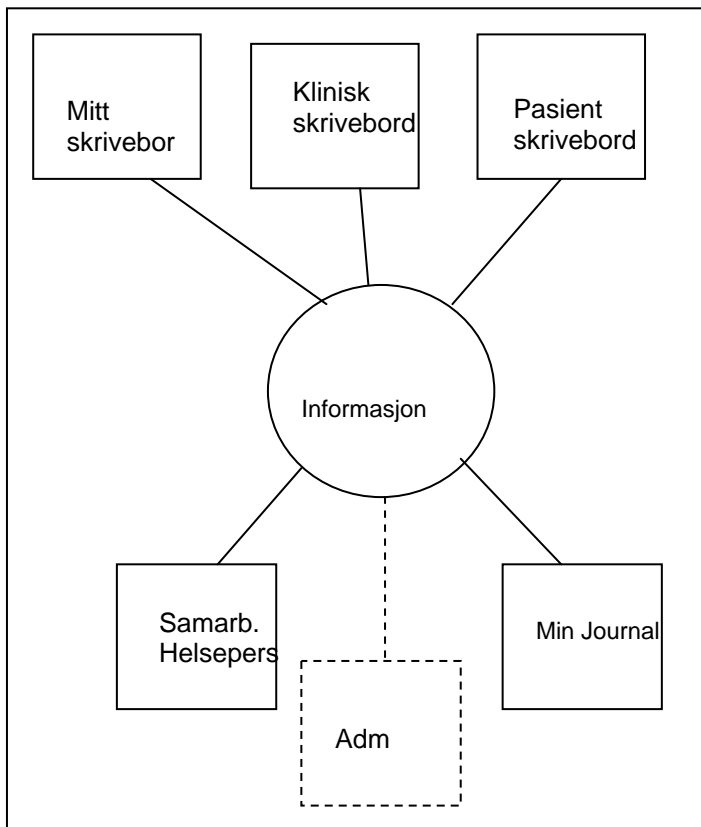 Mitt
skrivebor
Klinisk
skrivebord
Pasient
skrivebord
Informasjon
Samarb.
Helsepers
Min Journal
Adm